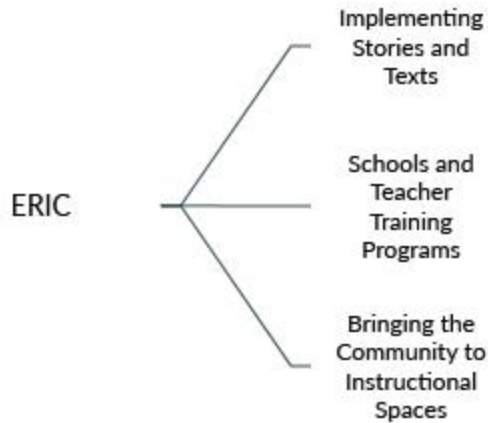 Implementing
Stories and
Texts
ERIC
Schools and
Teacher
Training
Programs
Bringing the
Community to
Instructional
Spaces